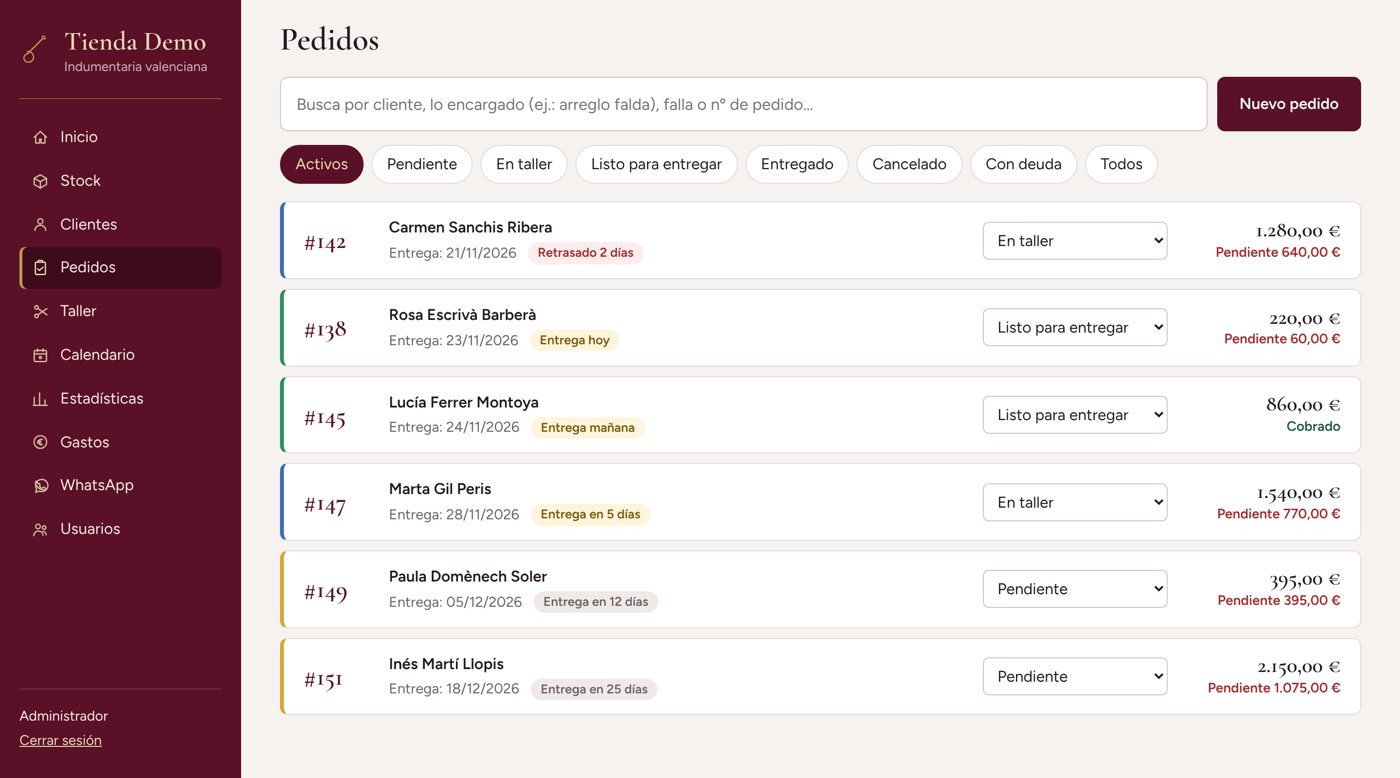 Tienda Demo
Indumentaria valenciana
Inicio
Stock
Clientes
Pedidos
Taller
Calendario
Estadísticas
Gastos
WhatsApp
Usuarios
Administrador
Cerrar sesión
Pedidos
Busca por cliente, lo encargado (ej.: arreglo falda), falla o nº de pedido...
Nuevo pedido
Activos
Pendiente
En taller
Listo para entregar
Entregado
Cancelado
Con deuda
Todos
#142
Carmen Sanchis Ribera
Entrega: 21/11/2026 Retrasado 2 días
En taller
1.280,00 €
Pendiente 640,00 €
#138
Rosa Escrivà Barberà
Entrega: 23/11/2026 Entrega hoy
Listo para entregar
220,00 €
Pendiente 60,00 €
#145
Lucía Ferrer Montoya
Entrega: 24/11/2026 Entrega mañana
Listo para entregar
860,00 €
Cobrado
#147
Marta Gil Peris
Entrega: 28/11/2026 Entrega en 5 días
En taller
1.540,00 €
Pendiente 770,00 €
#149
Paula Domènech Soler
Entrega: 05/12/2026 Entrega en 12 días
Pendiente
395,00 €
Pendiente 395,00 €
#151
Inés Martí Llopis
Entrega: 18/12/2026 Entrega en 25 días
Pendiente
2.150,00 €
Pendiente 1.075,00 €